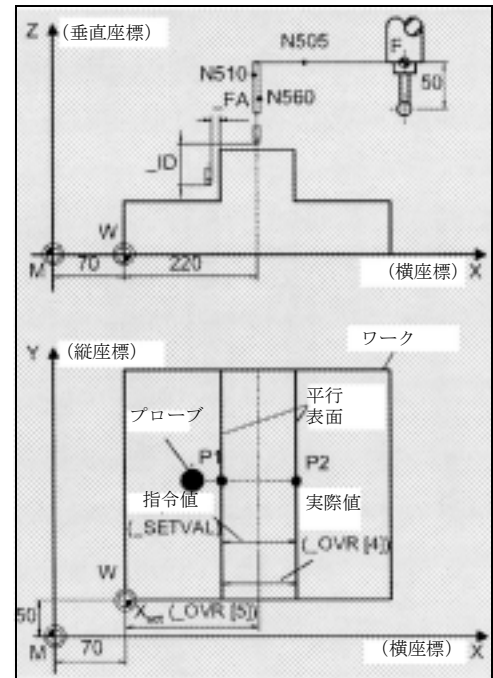 Z (垂直座標)
N505
F
N510
50
_FA N560
_ID
W
M 70 220 (横座標) X
ワーク
Y (縦座標)
平行
表面
プローブ
P1 P2
指令値 実際値
(_SETVAL)
(_OVR [4])
W
50 Xset (_OVR [5])
M 70 (横座標) X